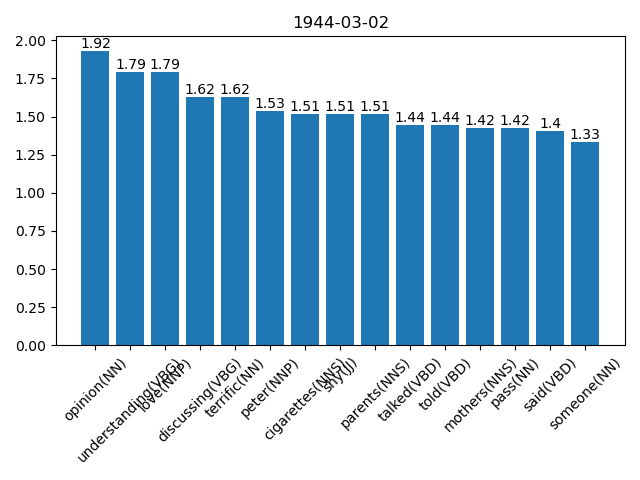 1944-03-02
2.00
1.75
1.50
1.25
1.00
0.75
0.50
0.25
0.00
1.92
1.79
1.79
1.62
1.62
1.53
1.51
1.51
1.51
1.44
1.44
1.42
1.42
1.4
1.33
opinion(NN)
understanding(VBG)
love(NNP)
discussing(VBG)
terrific(NN)
peter(NNP)
cigarettes(NNS)
shy(JJ)
parents(NNS)
talked(VBD)
told(VBD)
mothers(NNS)
pass(NN)
said(VBD)
someone(NN)